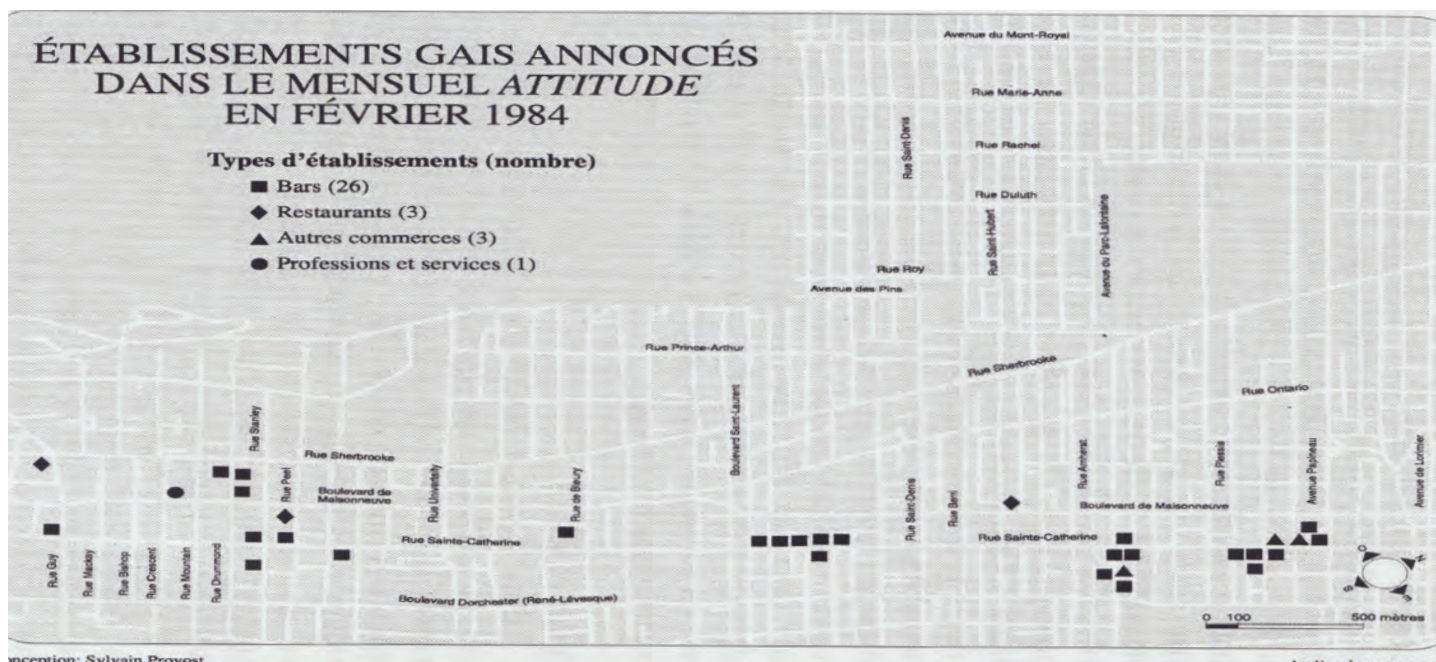 ÉTABLISSEMENTS GAIS ANNONCÉS
DANS LE MENSUEL ATTITUDE
EN FÉVRIER 1984
Types d'établissements (nombre)
Bars (26)
Restaurants (3)
Autres commerces (3)
Professions et services (1)
Avenue du Mont-Royal
Rue Marie-Anne
Rue Saint-Denis
Rue Rachel
Rue Duluth
Rue Saint-Hubert
Avenue du Parc-Lafontaine
Rue Roy
Avenue des Pins
Rue Prince-Arthur
Rue Sherbrooke
Rue Ontario
Rue Stanley
Boulevard Saint-Laurent
Rue Sherbrooke
Rue Peel
Boulevard de
Maisonneuve
Rue University
Rue de Bleury
Rue Saint-Denis
Rue Berri
Rue Amherst
Rue Plessis
Avenue Papineau
Avenue de Lorimier
Boulevard de Maisonneuve
Rue Sainte-Catherine
Rue Sainte-Catherine
Rue Guy
Rue Mackay
Rue Bishop
Rue Crescent
Rue Mountain
Rue Drummond
Boulevard Dorchester (René-Lévesque)
O
N
S
E
0 100 500 mètres
onception: Sylvain Provost